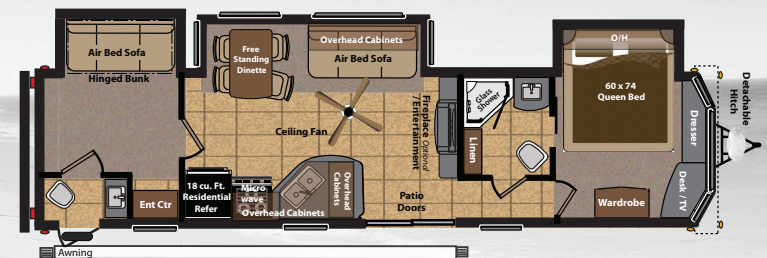 Air Bed Sofa
Hinged Bunk
Ent Ctr
Free
Standing
Dinette
Overhead Cabinets
Air Bed Sofa
Ceiling Fan
18 cu. Ft.
Residential
Refer
Micro
wave
Overhead Cabinets
Overhead
Cabinets
Fireplace Optional
/ Entertainment
Patio
Doors
Glass
Shower
Linen
O/H
60 x 74
Queen Bed
Wardrobe
Dresser
Desk / TV
Detachable
Hitch
Awning